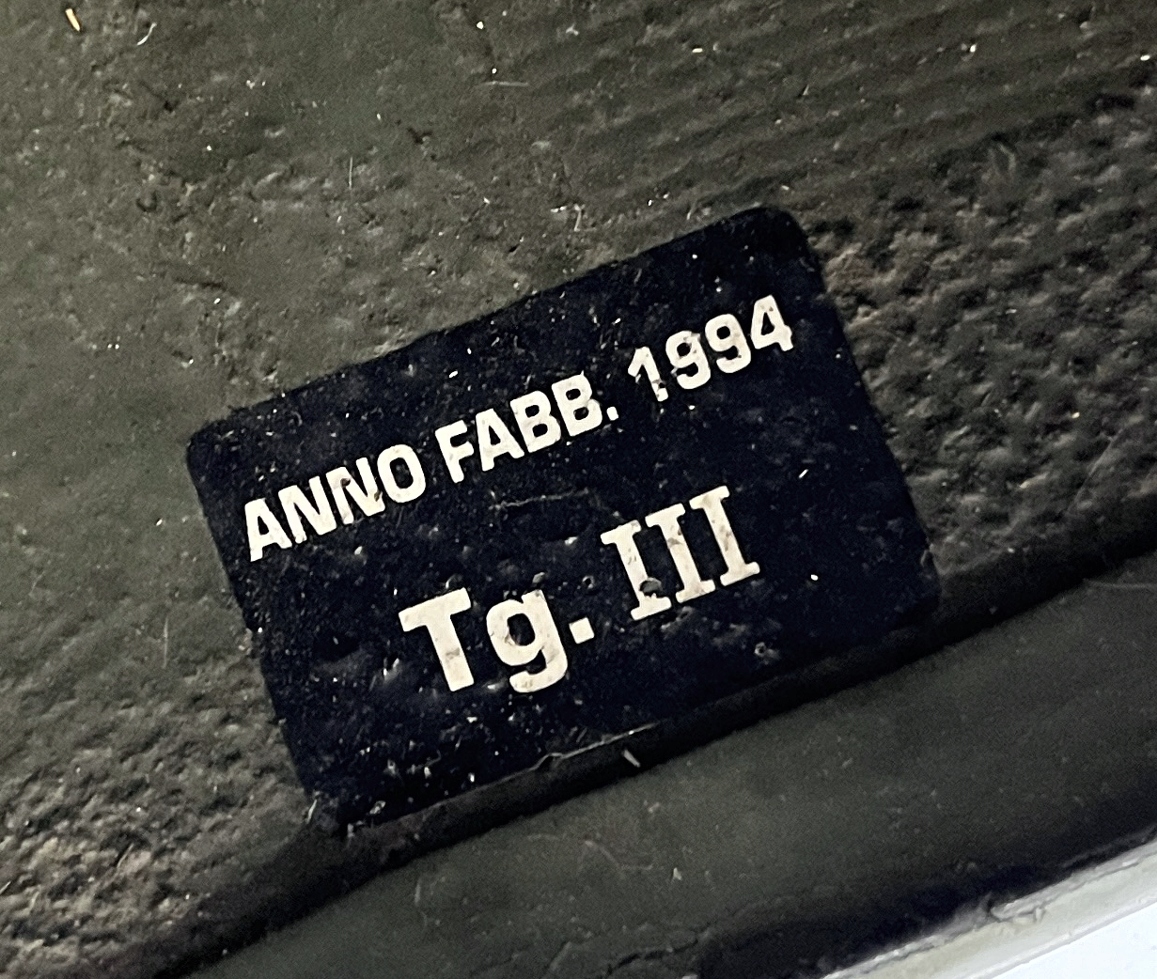 ANNO FABB. 1994
Tg. III